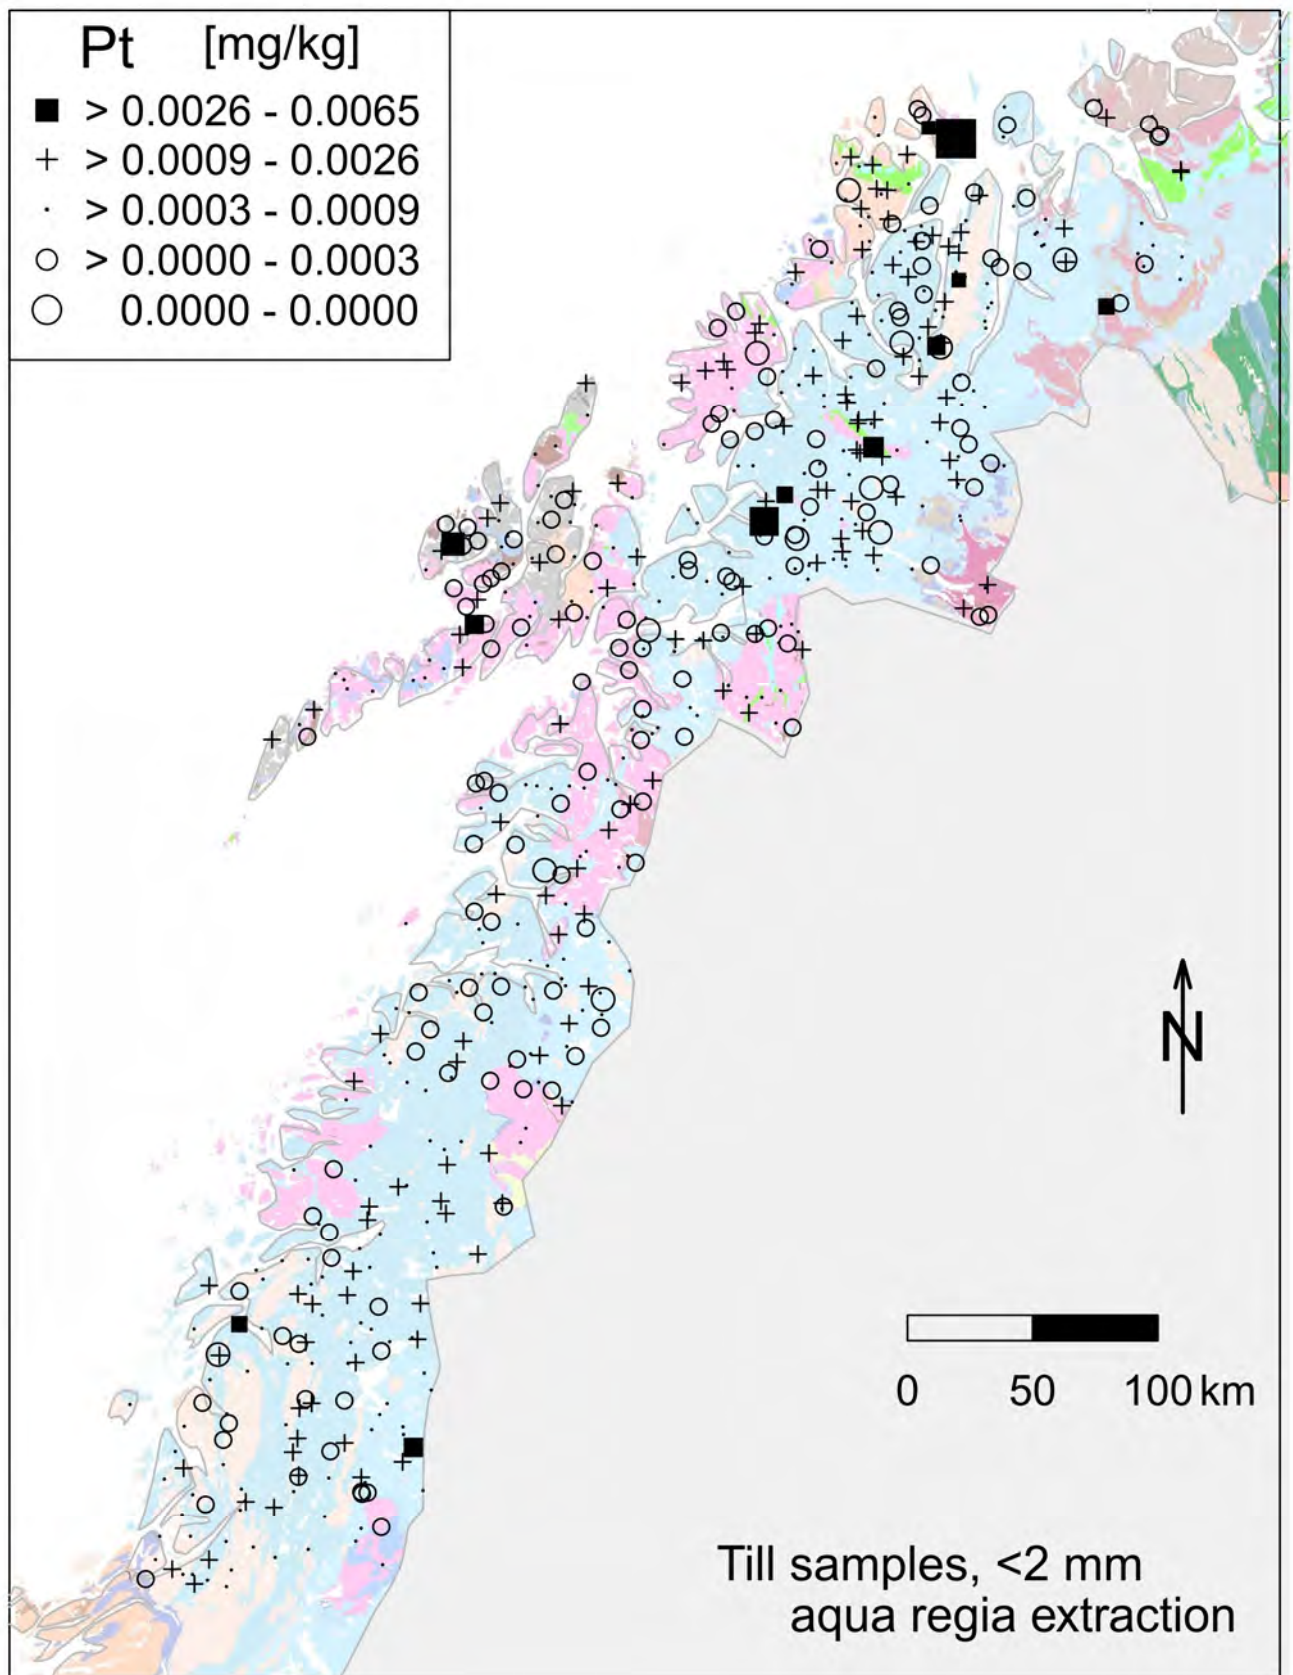 Pt [mg/kg]
> 0.0026 - 0.0065
> 0.0009 - 0.0026
> 0.0003 - 0.0009
> 0.0000 - 0.0003
0.0000 - 0.0000
N
0 50 100 km
Till samples, <2 mm
aqua regia extraction